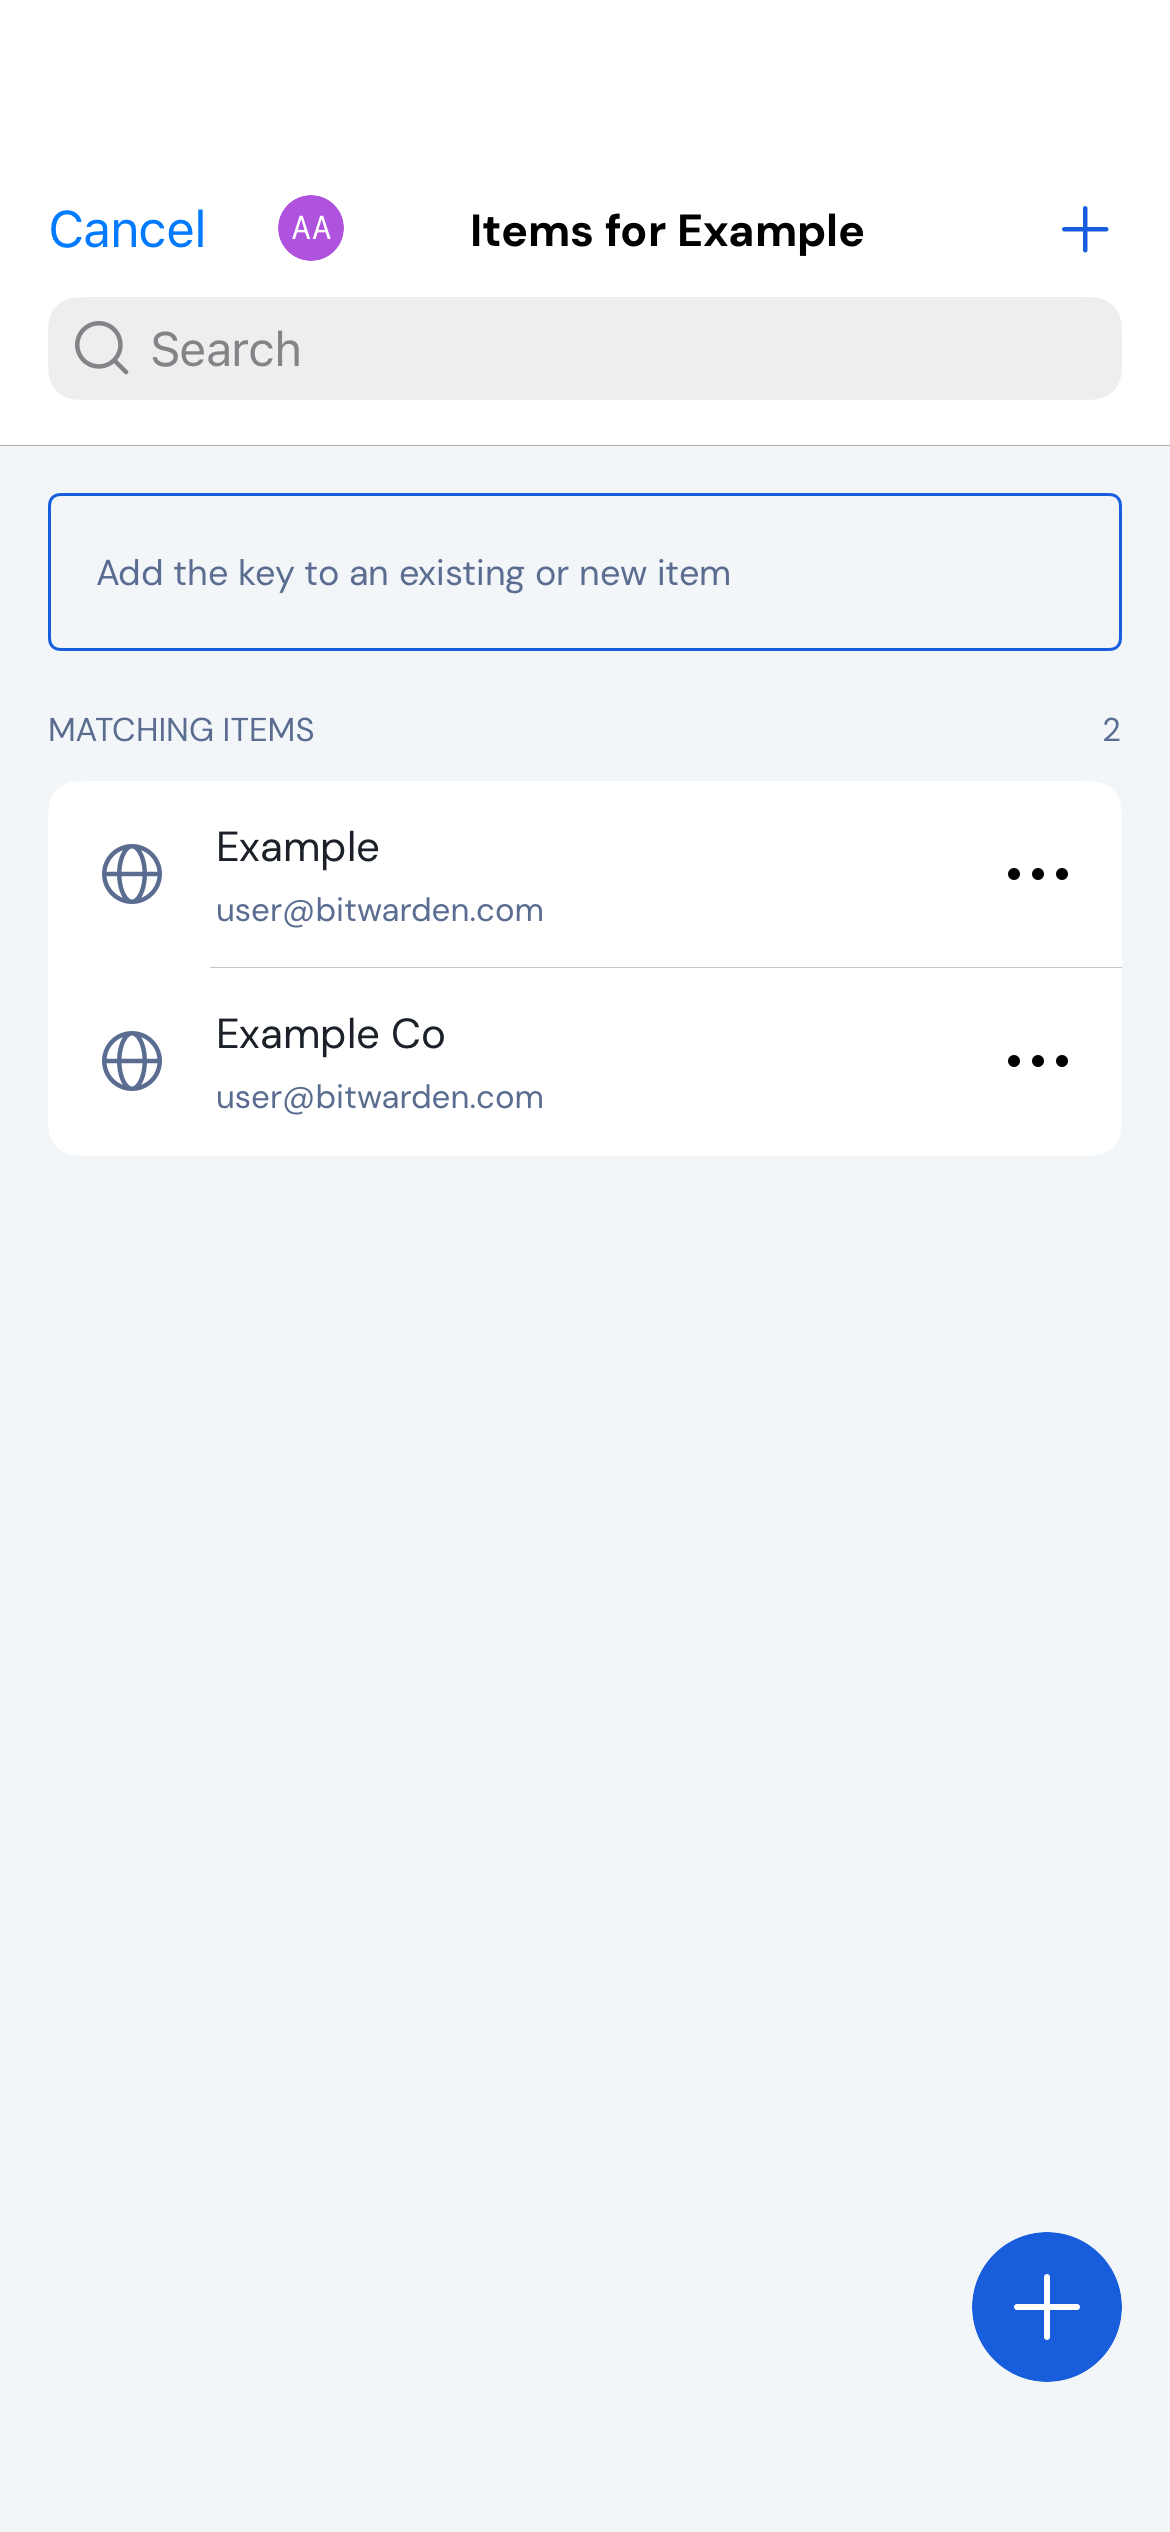 Cancel
AA
Items for Example
Search
Add the key to an existing or new item
MATCHING ITEMS 2
Example
user@bitwarden.com
Example Co
user@bitwarden.com